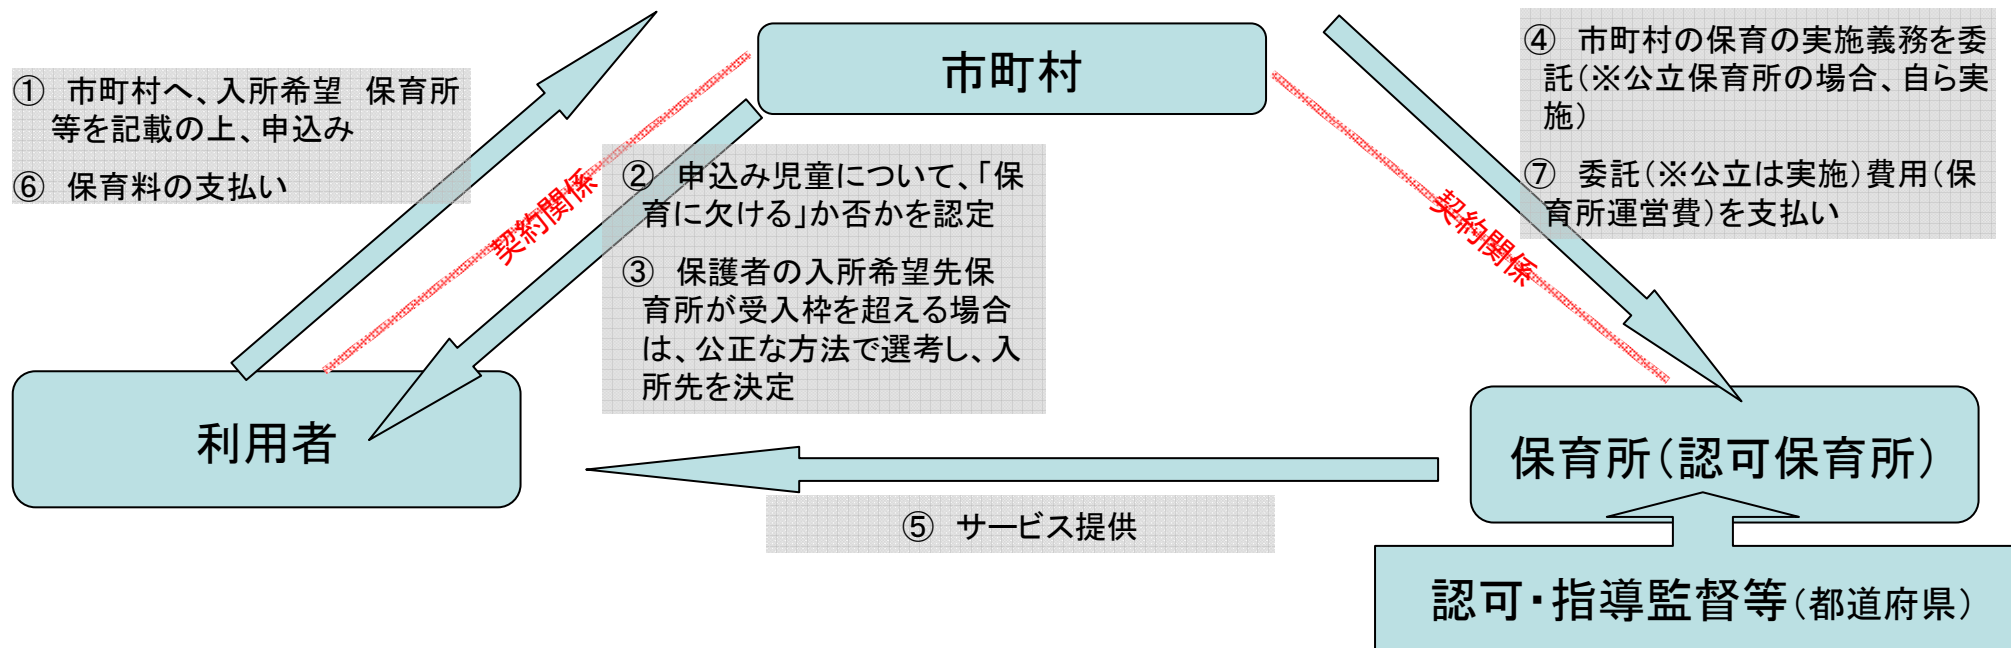 市町村
① 市町村へ、入所希望 保育所
等を記載の上、申込み
⑥ 保育料の支払い
契約関係
② 申込み児童について、「保
育に欠ける」か否かを認定
③ 保護者の入所希望先保
育所が受入枠を超える場合
は、公正な方法で選考し、入
所先を決定
契約関係
④ 市町村の保育の実施義務を委
託(※公立保育所の場合、自ら実
施)
⑦ 委託(※公立は実施)費用(保
育所運営費)を支払い
利用者
保育所(認可保育所)
⑤ サービス提供
認可・指導監督等(都道府県)